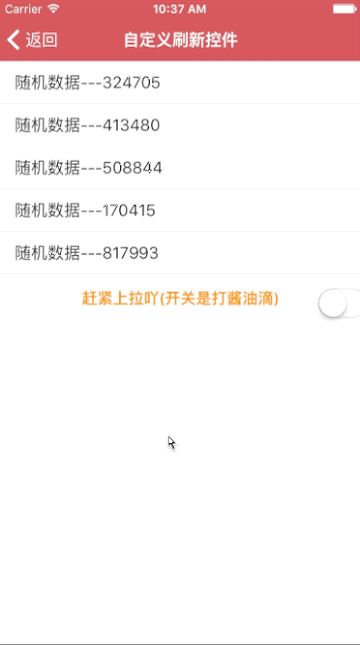 Carrier 10:37 AM
返回 自定义刷新控件
随机数据---324705
随机数据---413480
随机数据---508844
随机数据---170415
随机数据---817993
赶紧上拉吖(开关是打酱油滴)